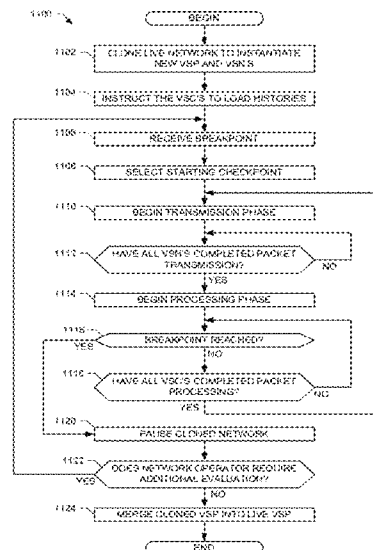 1100
BEGIN
1102
CLONE LIVE NETWORK TO INSTANTIATE
NEW VSP AND VSN'S
1104
INSTRUCT THE VSC'S TO LOAD HISTORIES
1106
RECEIVE BREAKPOINT
1108
SELECT STARTING CHECKPOINT
1110
BEGIN TRANSMISSION PHASE
1112
HAVE ALL VSN'S COMPLETED PACKET
TRANSMISSION?
NO
YES
1114
BEGIN PROCESSING PHASE
1116
BREAKPOINT REACHED?
YES
NO
1118
HAVE ALL VSC'S COMPLETED PACKET
PROCESSING?
NO
YES
1120
PAUSE CLONED NETWORK
1122
DOES NETWORK OPERATOR REQUIRE
ADDITIONAL EVALUATION?
YES
NO
1124
MERGE CLONED VSP INTO LIVE VSP
END